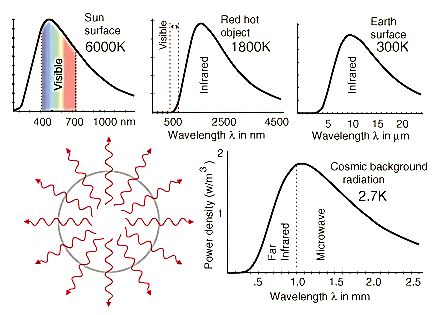 Sun
surface
6000K
Visible
400 700 1000 nm
Red hot
object
1800K
Visible
Infrared
500 2500 4500
Wavelength λ in nm
Earth
surface
300K
Infrared
5 10 15 20
Wavelength λ in μm
Cosmic background
radiation
2.7K
Power density (w/m³)
2
1
Far
Infrared
Microwave
.5 1.0 1.5 2.0 2.5
Wavelength λ in nm